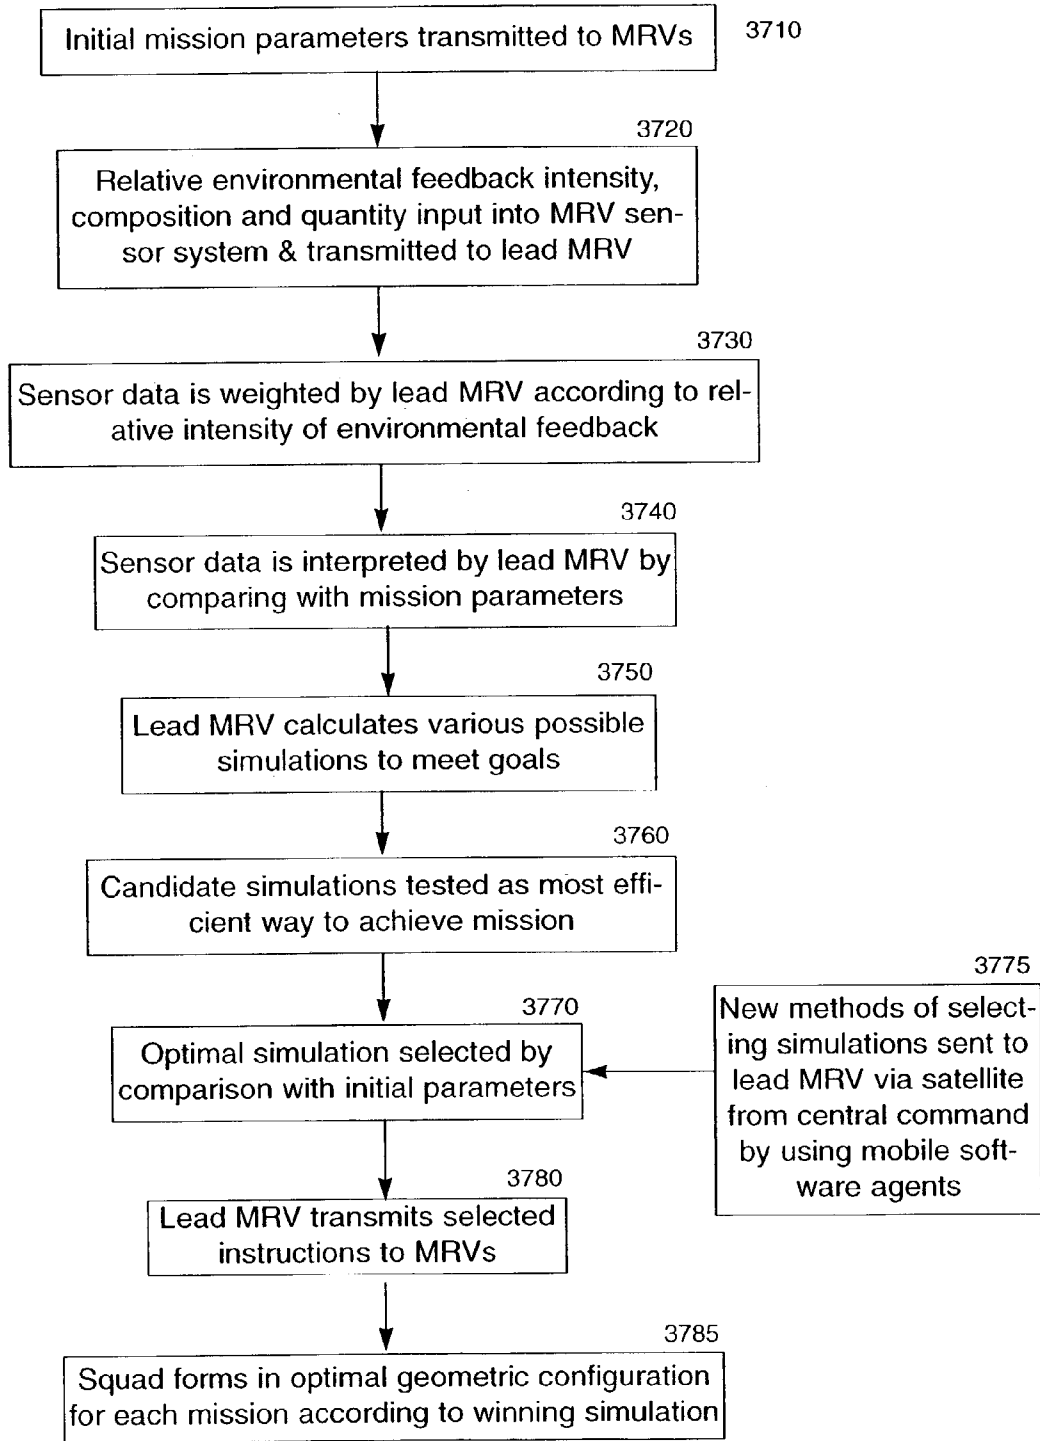 Initial mission parameters transmitted to MRVs
3710
3720
Relative environmental feedback intensity,
composition and quantity input into MRV sen-
sor system & transmitted to lead MRV
3730
Sensor data is weighted by lead MRV according to rel-
ative intensity of environmental feedback
3740
Sensor data is interpreted by lead MRV by
comparing with mission parameters
3750
Lead MRV calculates various possible
simulations to meet goals
3760
Candidate simulations tested as most effi-
cient way to achieve mission
3770
Optimal simulation selected by
comparison with initial parameters
3775
New methods of select-
ing simulations sent to
lead MRV via satellite
from central command
by using mobile soft-
ware agents
3780
Lead MRV transmits selected
instructions to MRVs
3785
Squad forms in optimal geometric configuration
for each mission according to winning simulation